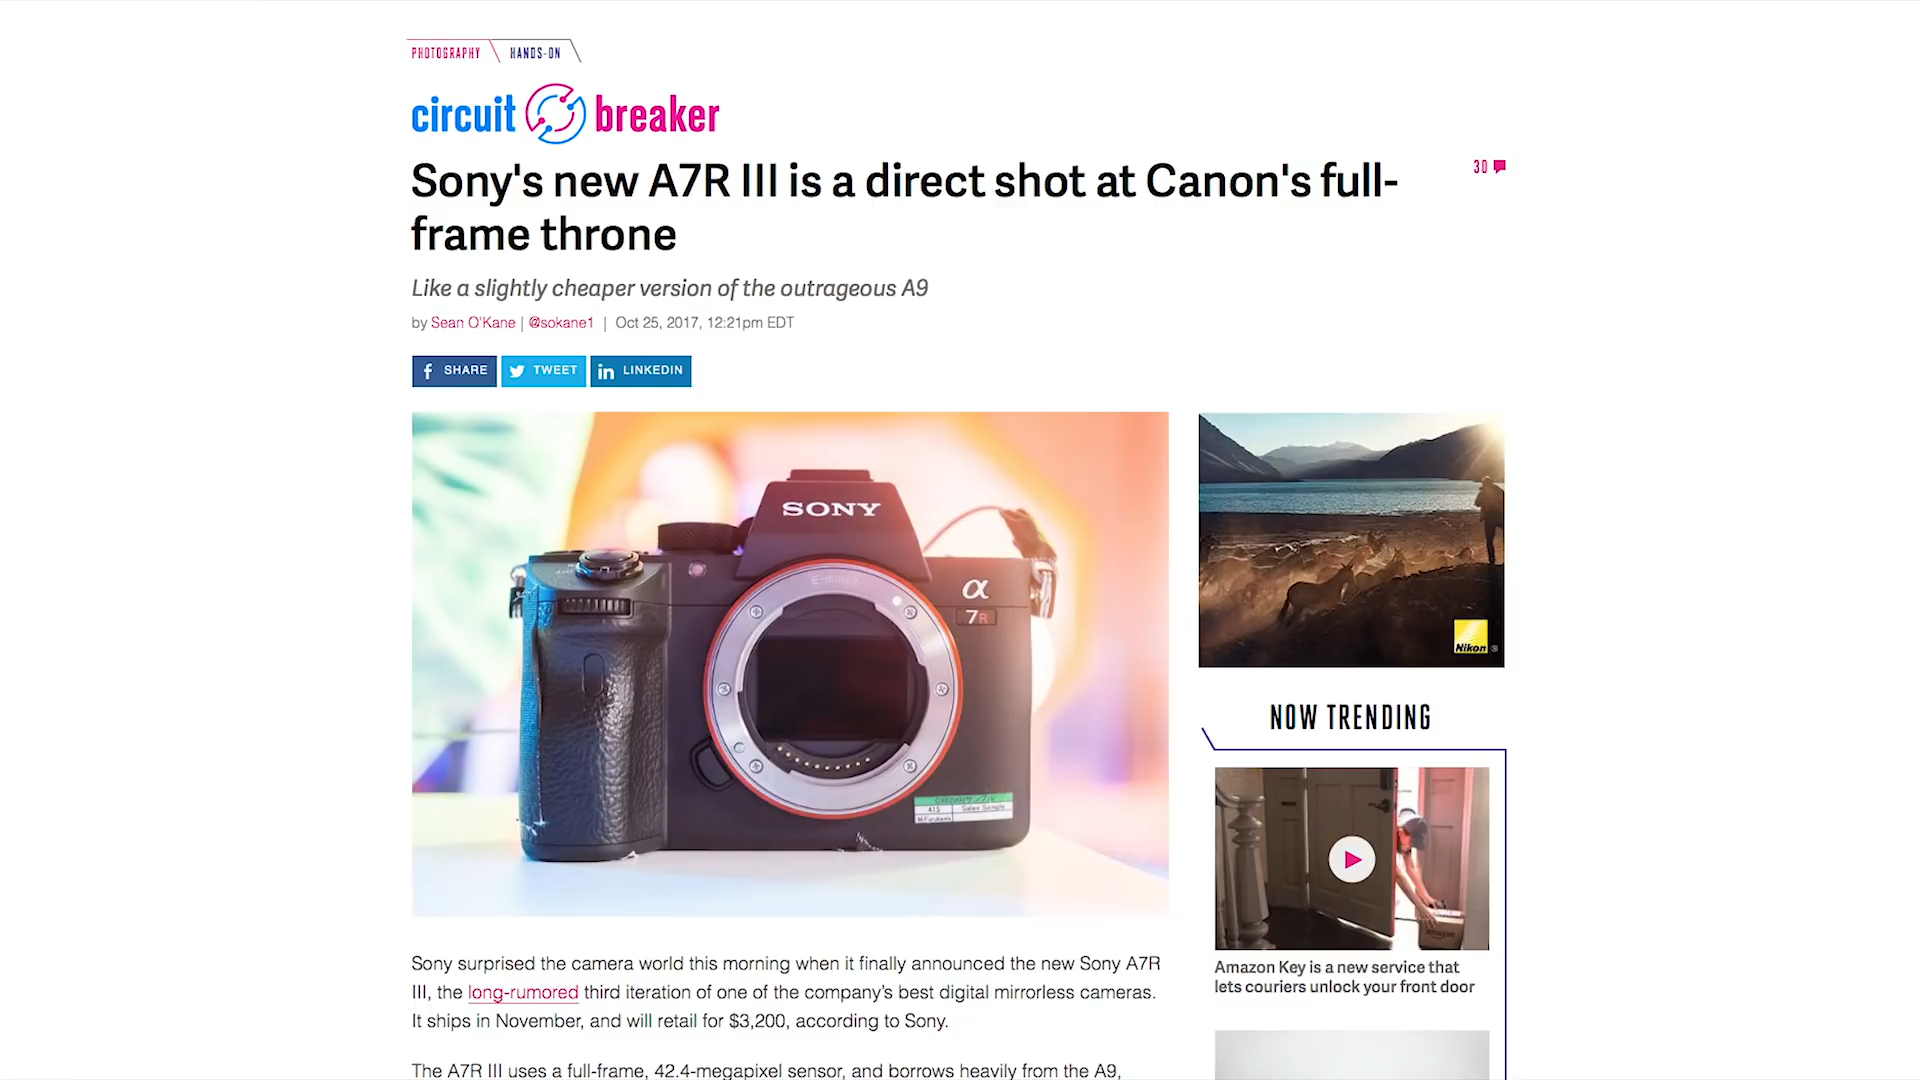 PHOTOGRAPHY
HANDS-ON
circuit breaker
Sony's new A7R III is a direct shot at Canon's full-
frame throne
30
Like a slightly cheaper version of the outrageous A9
by Sean O'Kane | @sokane1 | Oct 25, 2017, 12:21pm EDT
SHARE
TWEET
LINKEDIN
SONY
E-mount
α
7R
415
Sales Sample
M.Furukawa
Nikon
NOW TRENDING
amazon
Amazon Key is a new service that
lets couriers unlock your front door
Sony surprised the camera world this morning when it finally announced the new Sony A7R
III, the long-rumored third iteration of one of the company's best digital mirrorless cameras.
It ships in November, and will retail for $3,200, according to Sony.
The A7R III uses a full-frame, 42.4-megapixel sensor, and borrows heavily from the A9,